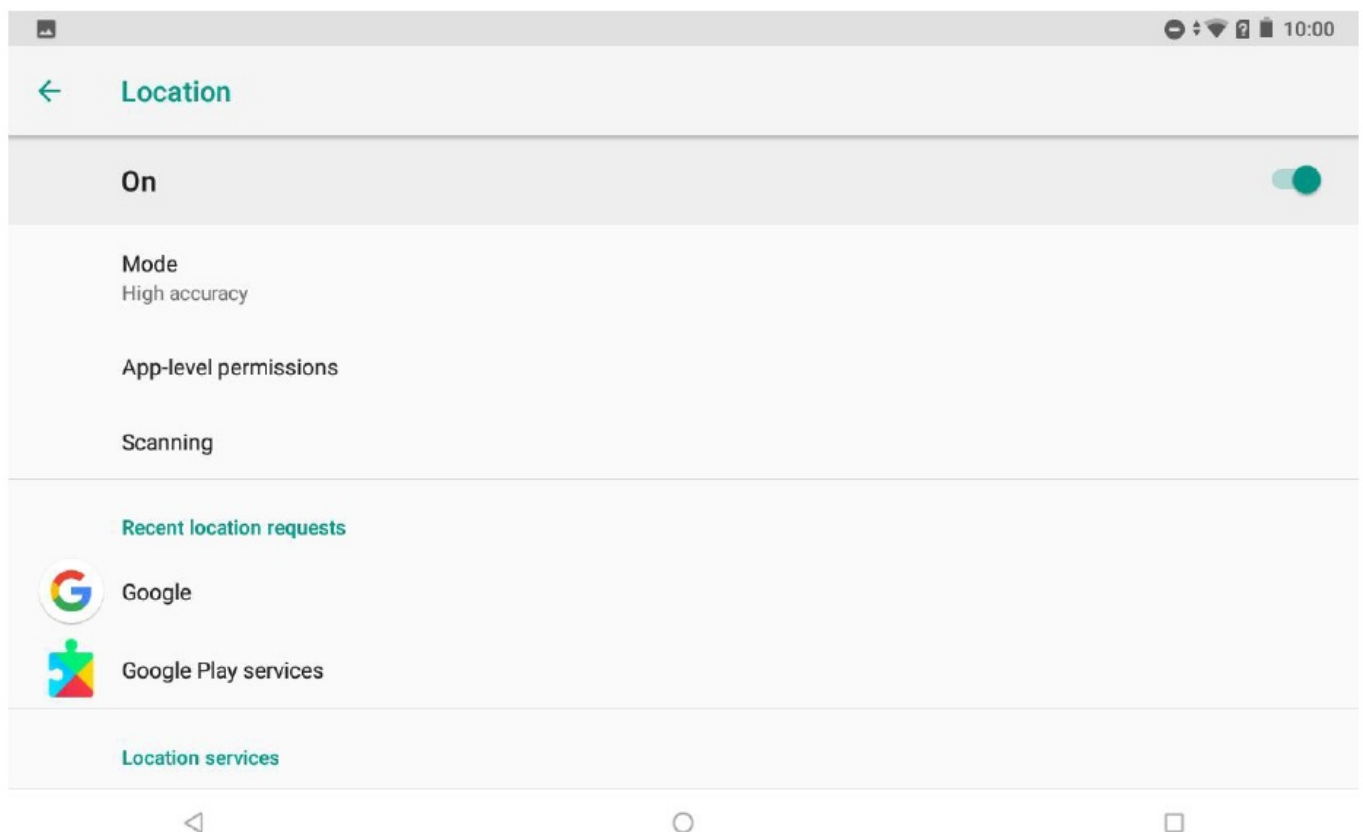 10:00
Location
On
Mode
High accuracy
App-level permissions
Scanning
Recent location requests
Google
Google Play services
Location services